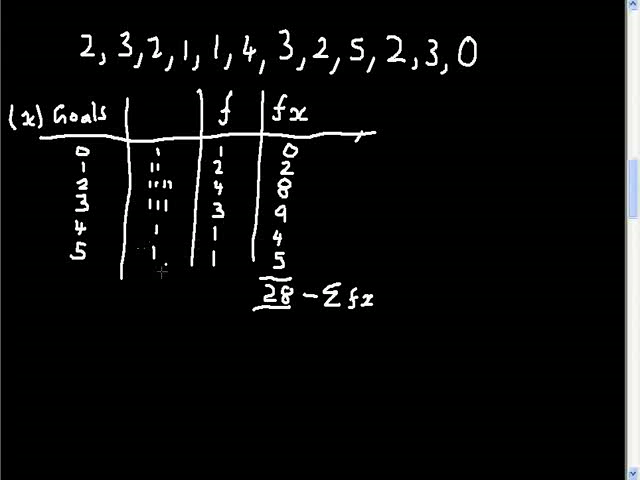 2, 3, 2, 1, 1, 4, 3, 2, 5, 2, 3, 0
(x) Goals f fx
0 1 0
1 2 2
2 4 8
3 3 9
4 1 4
5 1 5
28 - Σ fx